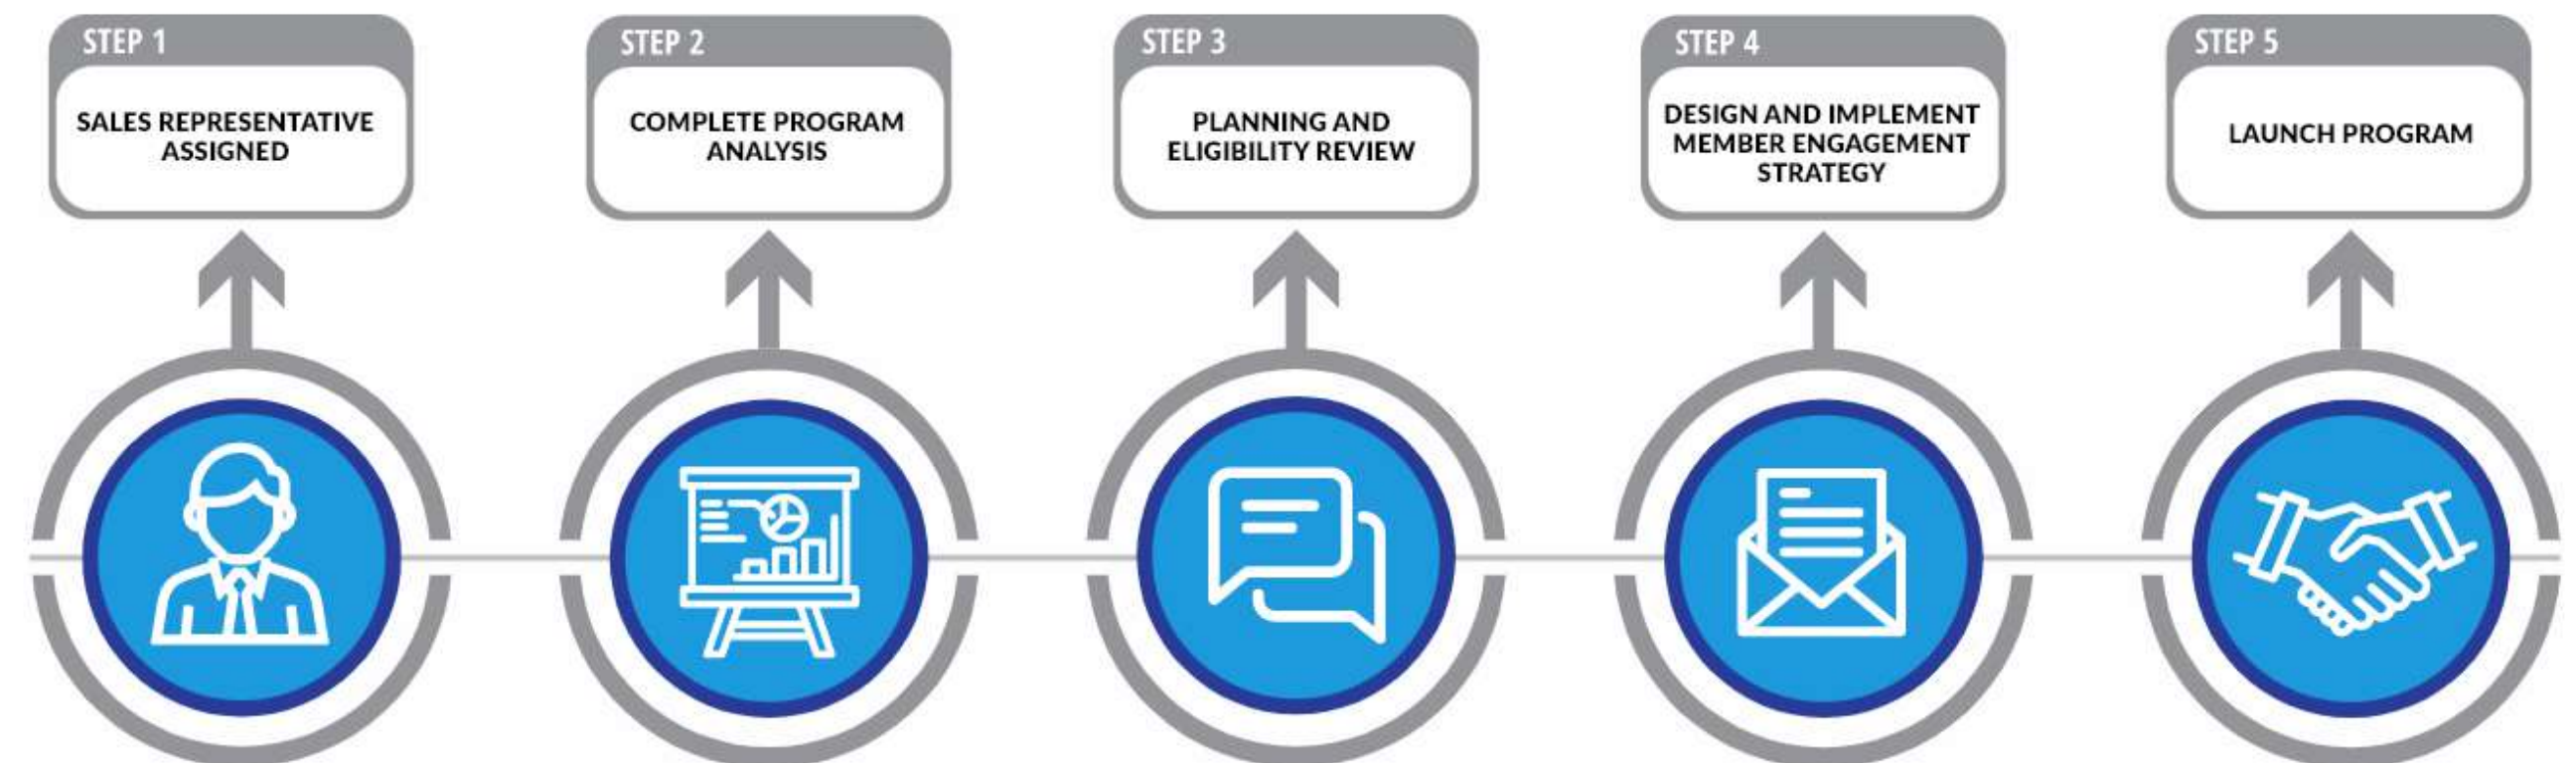 STEP 1
SALES REPRESENTATIVE
ASSIGNED
STEP 2
COMPLETE PROGRAM
ANALYSIS
STEP 3
PLANNING AND
ELIGIBILITY REVIEW
STEP 4
DESIGN AND IMPLEMENT
MEMBER ENGAGEMENT
STRATEGY
STEP 5
LAUNCH PROGRAM